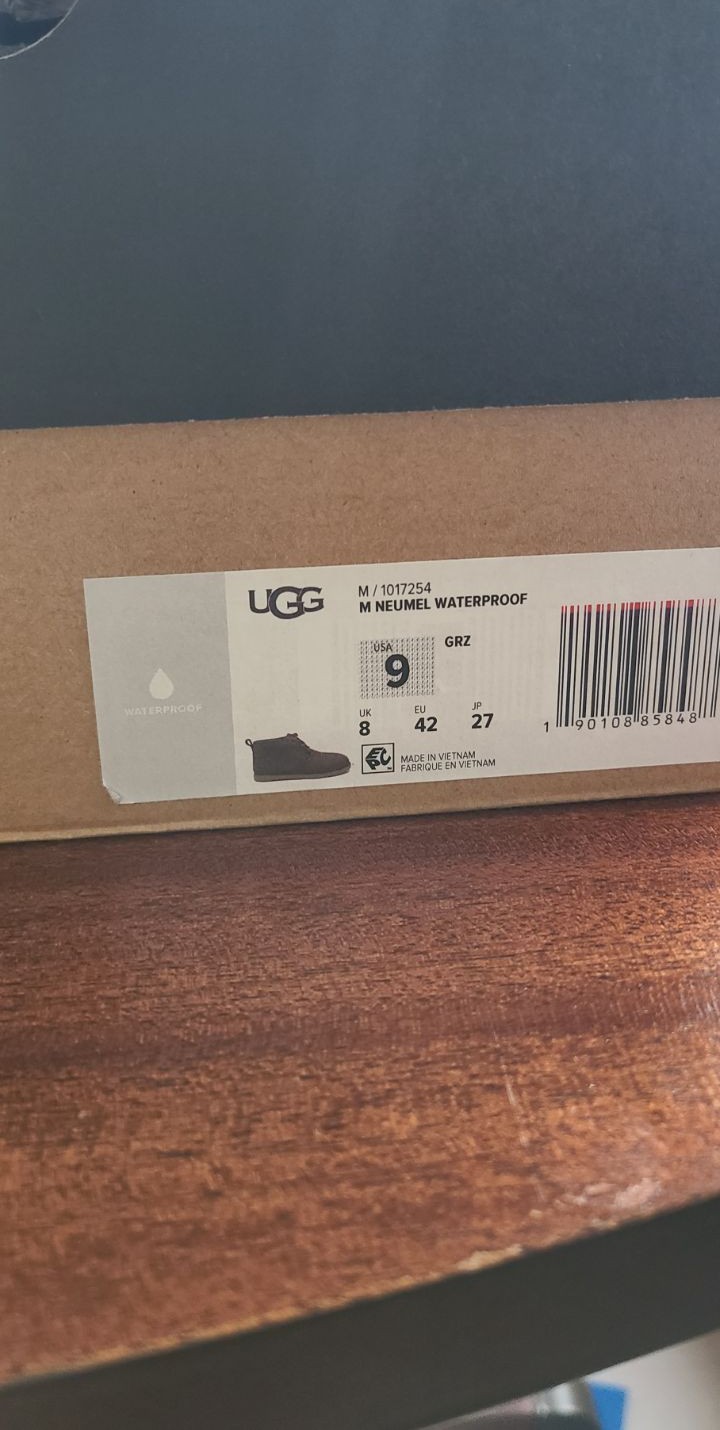 UGG
M / 1017254
M NEUMEL WATERPROOF
USA
9
GRZ
UK
8
EU
42
JP
27
WATERPROOF
EPC
MADE IN VIETNAM
FABRIQUE EN VIETNAM
1 90108 85848